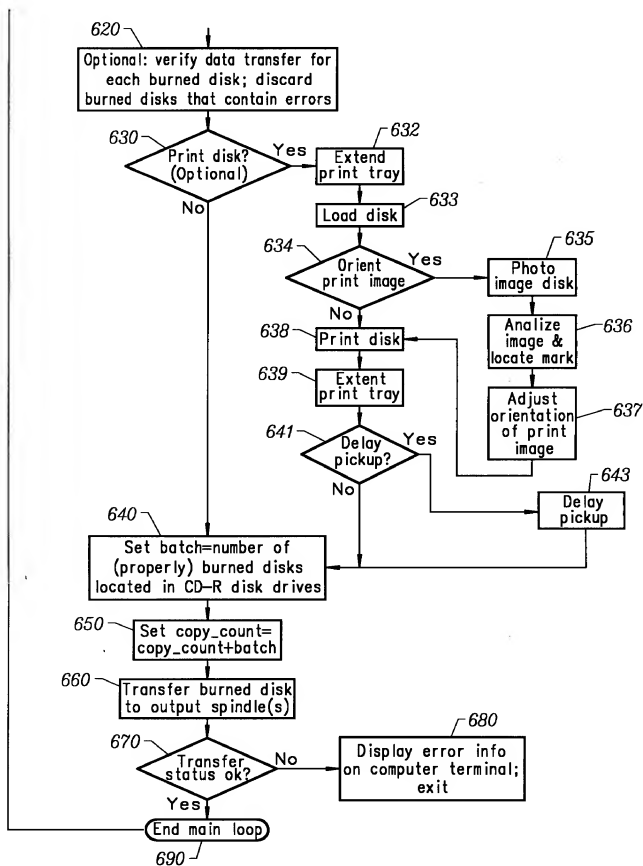 620
Optional: verify data transfer for
each burned disk; discard
burned disks that contain errors
630
Print disk?
(Optional)
Yes
No
632
Extend
print tray
633
Load disk
634
Orient
print image
Yes
No
635
Photo
image disk
636
Analize
image &
locate mark
637
Adjust
orientation
of print
image
638
Print disk
639
Extent
print tray
641
Delay
pickup?
Yes
No
643
Delay
pickup
640
Set batch=number of
(properly) burned disks
located in CD-R disk drives
650
Set copy_count=
copy_count+batch
660
Transfer burned disk
to output spindle(s)
670
Transfer
status ok?
No
Yes
680
Display error info
on computer terminal;
exit
End main loop
690